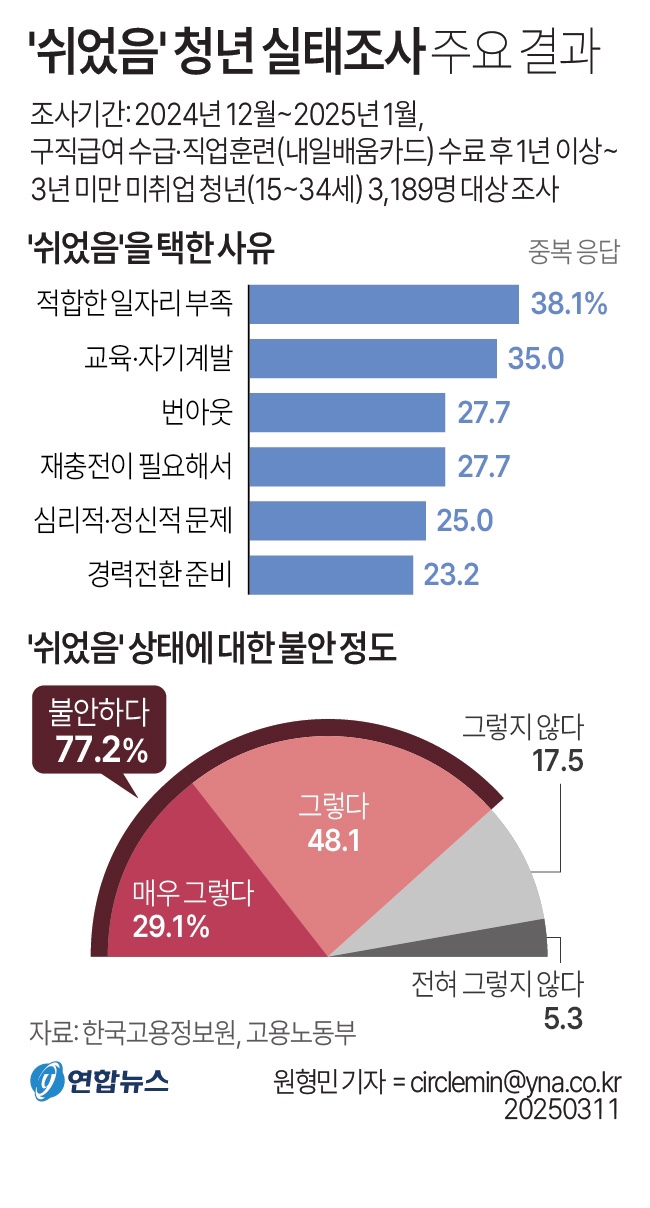 '쉬었음' 청년 실태조사 주요 결과
조사기간: 2024년 12월~2025년 1월,
구직급여 수급·직업훈련(내일배움카드) 수료 후 1년 이상~
3년 미만 미취업 청년(15~34세) 3,189명 대상 조사
'쉬었음'을 택한 사유
중복 응답
적합한 일자리 부족 38.1%
교육·자기계발 35.0
번아웃 27.7
재충전이 필요해서 27.7
심리적·정신적 문제 25.0
경력전환 준비 23.2
'쉬었음' 상태에 대한 불안 정도
불안하다
77.2%
그렇지 않다
17.5
그렇다
48.1
매우 그렇다
29.1%
전혀 그렇지 않다
5.3
자료: 한국고용정보원, 고용노동부
y 연합뉴스
원형민 기자 = circlemin@yna.co.kr
20250311